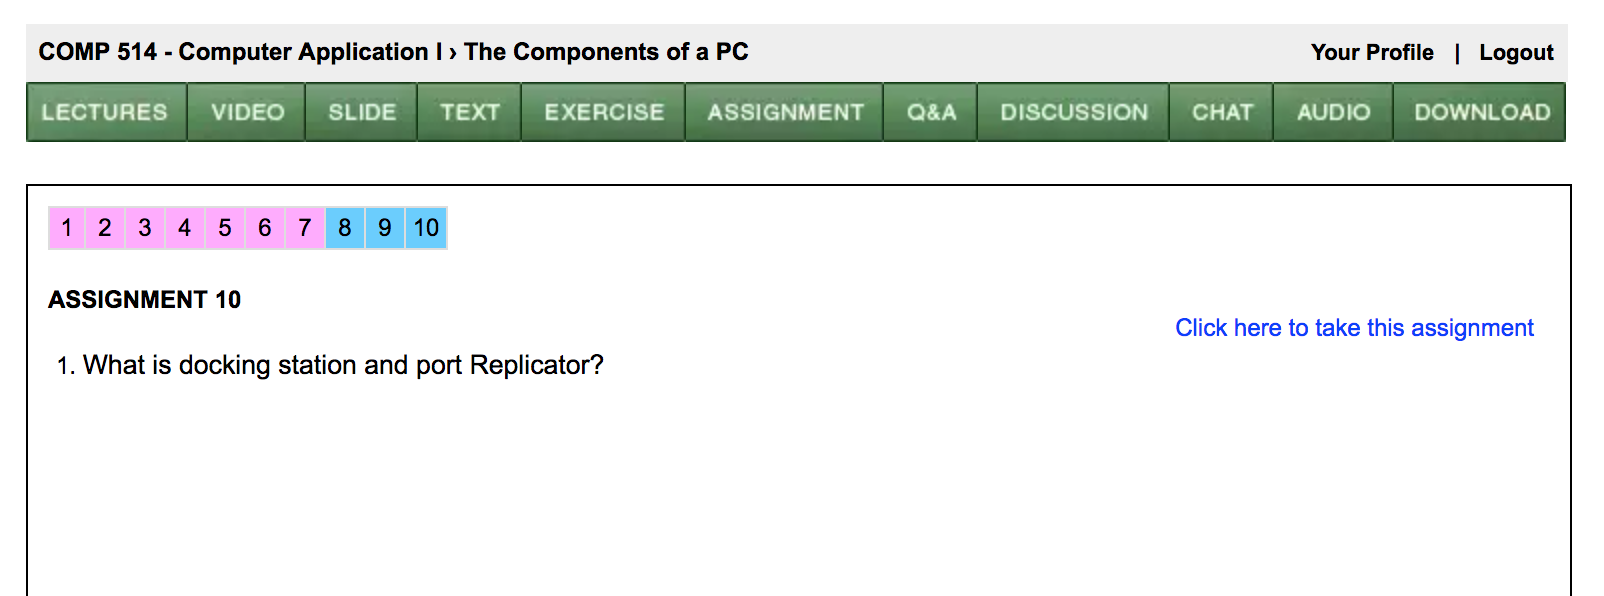 COMP 514 - Computer Application I › The Components of a PC Your Profile | Logout
LECTURES VIDEO SLIDE TEXT EXERCISE ASSIGNMENT Q&A DISCUSSION CHAT AUDIO DOWNLOAD
1 2 3 4 5 6 7 8 9 10
ASSIGNMENT 10
Click here to take this assignment
1. What is docking station and port Replicator?